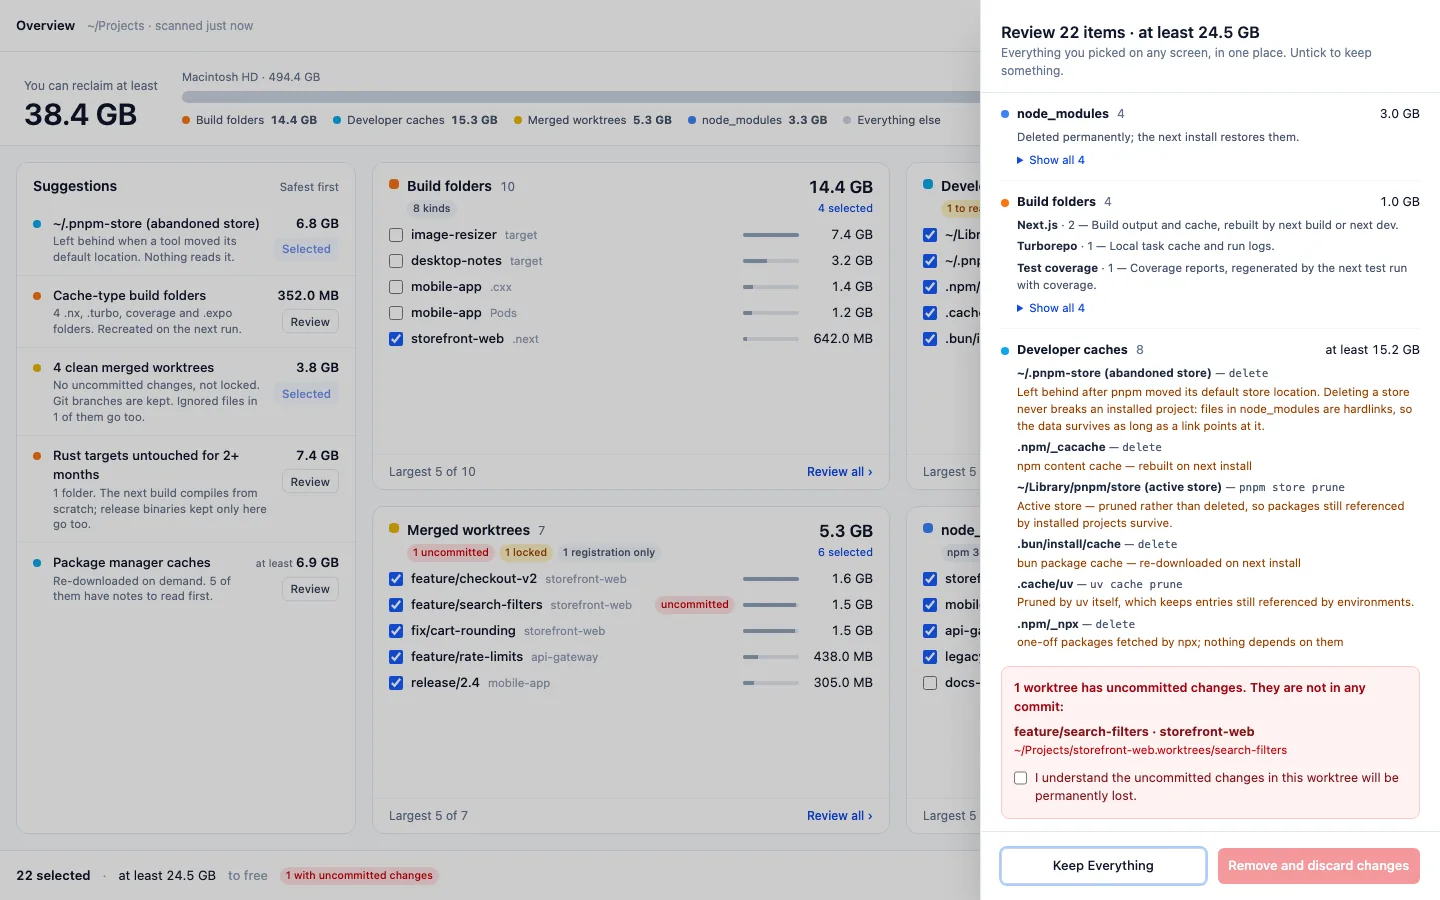 Overview ~/Projects · scanned just now
You can reclaim at least
38.4 GB
Macintosh HD · 494.4 GB
Build folders 14.4 GB Developer caches 15.3 GB Merged worktrees 5.3 GB node_modules 3.3 GB Everything else
Suggestions Safest first
~/.pnpm-store (abandoned store) 6.8 GB
Left behind when a tool moved its
default location. Nothing reads it.
Selected
Cache-type build folders 352.0 MB
4 .nx, .turbo, coverage and .expo
folders. Recreated on the next run.
Review
4 clean merged worktrees 3.8 GB
No uncommitted changes, not locked.
Git branches are kept. Ignored files in
1 of them go too.
Selected
Rust targets untouched for 2+
months
7.4 GB
1 folder. The next build compiles from
scratch; release binaries kept only here
go too.
Review
Package manager caches at least 6.9 GB
Re-downloaded on demand. 5 of
them have notes to read first.
Review
Build folders 10 14.4 GB
8 kinds 4 selected
image-resizer target 7.4 GB
desktop-notes target 3.2 GB
mobile-app .cxx 1.4 GB
mobile-app Pods 1.2 GB
storefront-web .next 642.0 MB
Largest 5 of 10 Review all ›
Merged worktrees 7 5.3 GB
1 uncommitted 1 locked 1 registration only 6 selected
feature/checkout-v2 storefront-web 1.6 GB
feature/search-filters storefront-web uncommitted 1.5 GB
fix/cart-rounding storefront-web 1.5 GB
feature/rate-limits api-gateway 438.0 MB
release/2.4 mobile-app 305.0 MB
Largest 5 of 7 Review all ›
Devel
1 to rea
~/Libr
~/.pnp
.npm/
.cach
.bun/i
Largest 5
node_
npm 3
storef
mobil
api-ga
legac
docs-
Largest 5
22 selected · at least 24.5 GB to free 1 with uncommitted changes
Review 22 items · at least 24.5 GB
Everything you picked on any screen, in one place. Untick to keep
something.
node_modules 4 3.0 GB
Deleted permanently; the next install restores them.
Show all 4
Build folders 4 1.0 GB
Next.js · 2 — Build output and cache, rebuilt by next build or next dev.
Turborepo · 1 — Local task cache and run logs.
Test coverage · 1 — Coverage reports, regenerated by the next test run
with coverage.
Show all 4
Developer caches 8 at least 15.2 GB
~/.pnpm-store (abandoned store) — delete
Left behind after pnpm moved its default store location. Deleting a store
never breaks an installed project: files in node_modules are hardlinks, so
the data survives as long as a link points at it.
.npm/_cacache — delete
npm content cache — rebuilt on next install
~/Library/pnpm/store (active store) — pnpm store prune
Active store — pruned rather than deleted, so packages still referenced
by installed projects survive.
.bun/install/cache — delete
bun package cache — re-downloaded on next install
.cache/uv — uv cache prune
Pruned by uv itself, which keeps entries still referenced by environments.
.npm/_npx — delete
one-off packages fetched by npx; nothing depends on them
1 worktree has uncommitted changes. They are not in any
commit:
feature/search-filters · storefront-web
~/Projects/storefront-web.worktrees/search-filters
I understand the uncommitted changes in this worktree will be
permanently lost.
Keep Everything Remove and discard changes